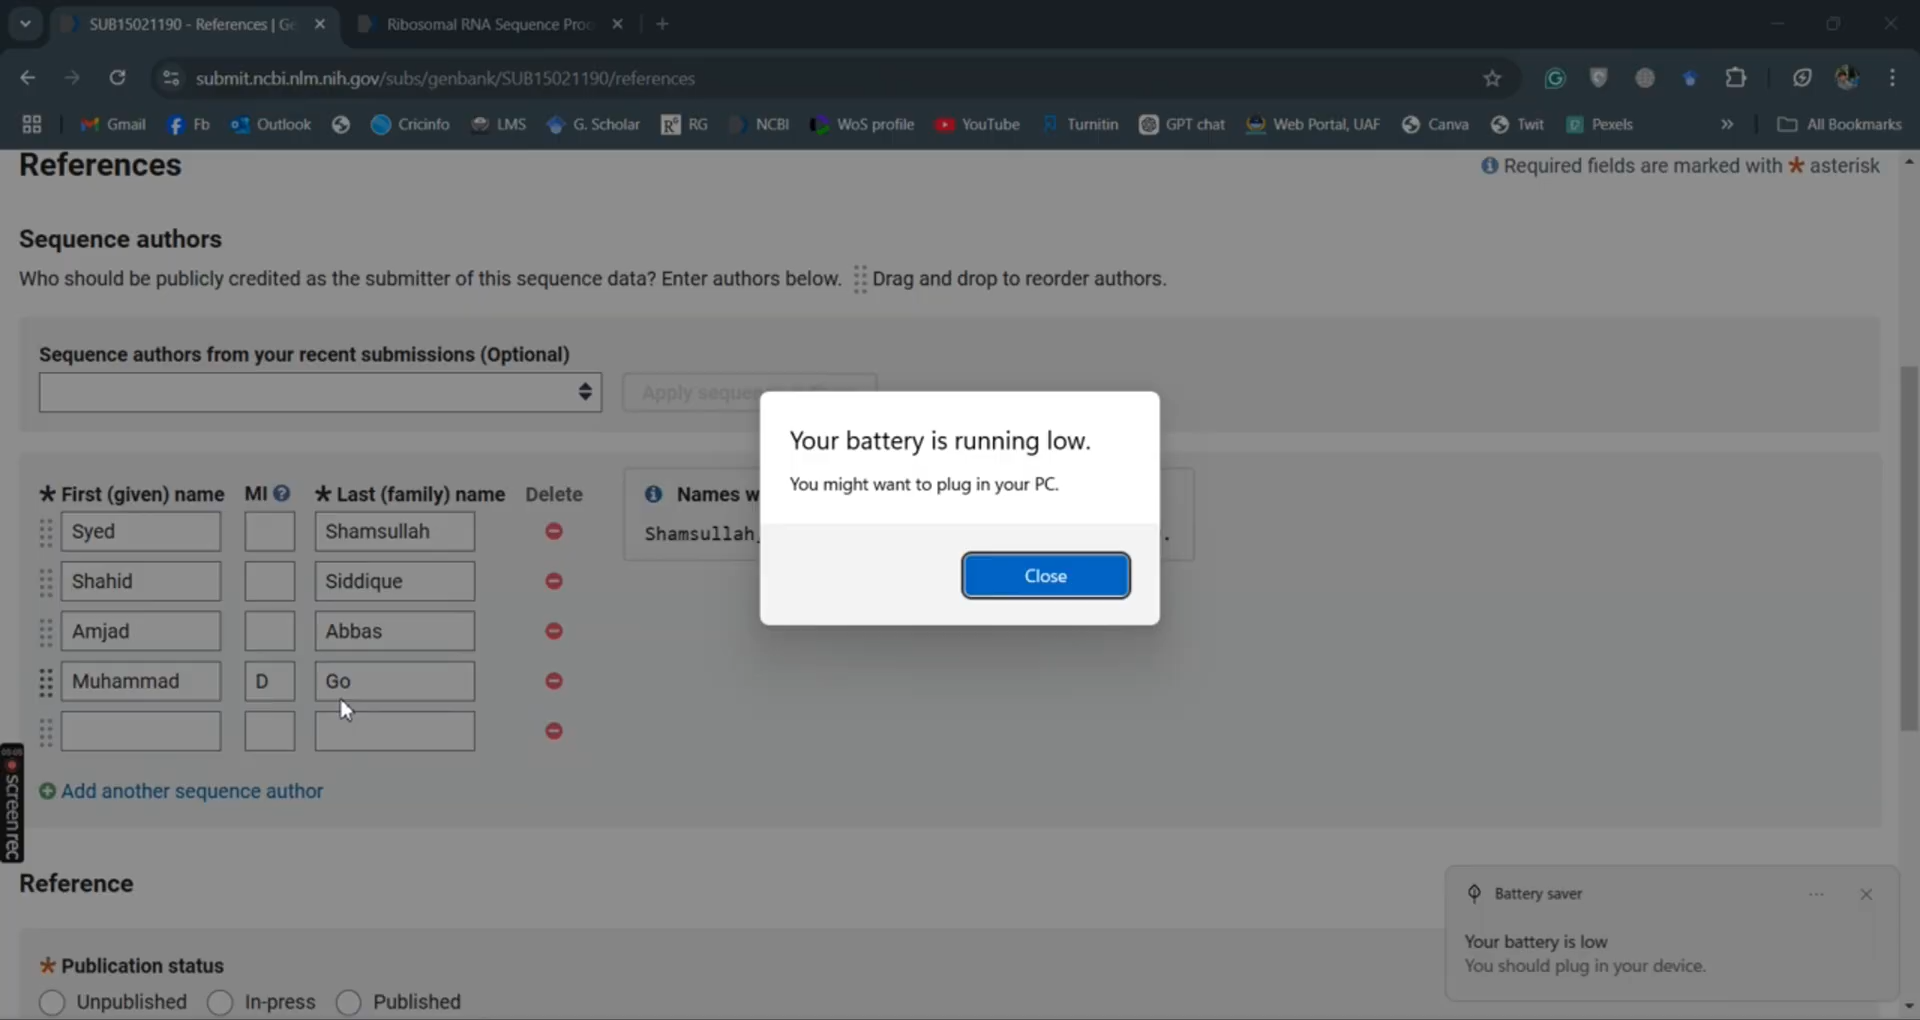 SUB15021190 - References | Ge
Ribosomal RNA Sequence Proc
submit.ncbi.nlm.nih.gov/subs/genbank/SUB15021190/references
Gmail Fb Outlook Cricinfo LMS G. Scholar RG NCBI WoS profile YouTube Turnitin GPT chat Web Portal, UAF Canva Twit Pexels » All Bookmarks
References
Required fields are marked with * asterisk
Sequence authors
Who should be publicly credited as the submitter of this sequence data? Enter authors below. Drag and drop to reorder authors.
Sequence authors from your recent submissions (Optional)
Apply seque
Your battery is running low.
You might want to plug in your PC.
Close
* First (given) name MI * Last (family) name Delete
Names w
Shamsullah .
Syed Shamsullah
Shahid Siddique
Amjad Abbas
Muhammad D Go
Add another sequence author
screenrec
Reference
* Publication status
Unpublished In-press Published
Battery saver
Your battery is low
You should plug in your device.